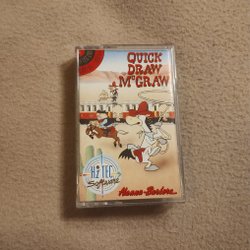 QUICK
DRAW
McGRAW
HI TEC
Software
Hanna-Barbera